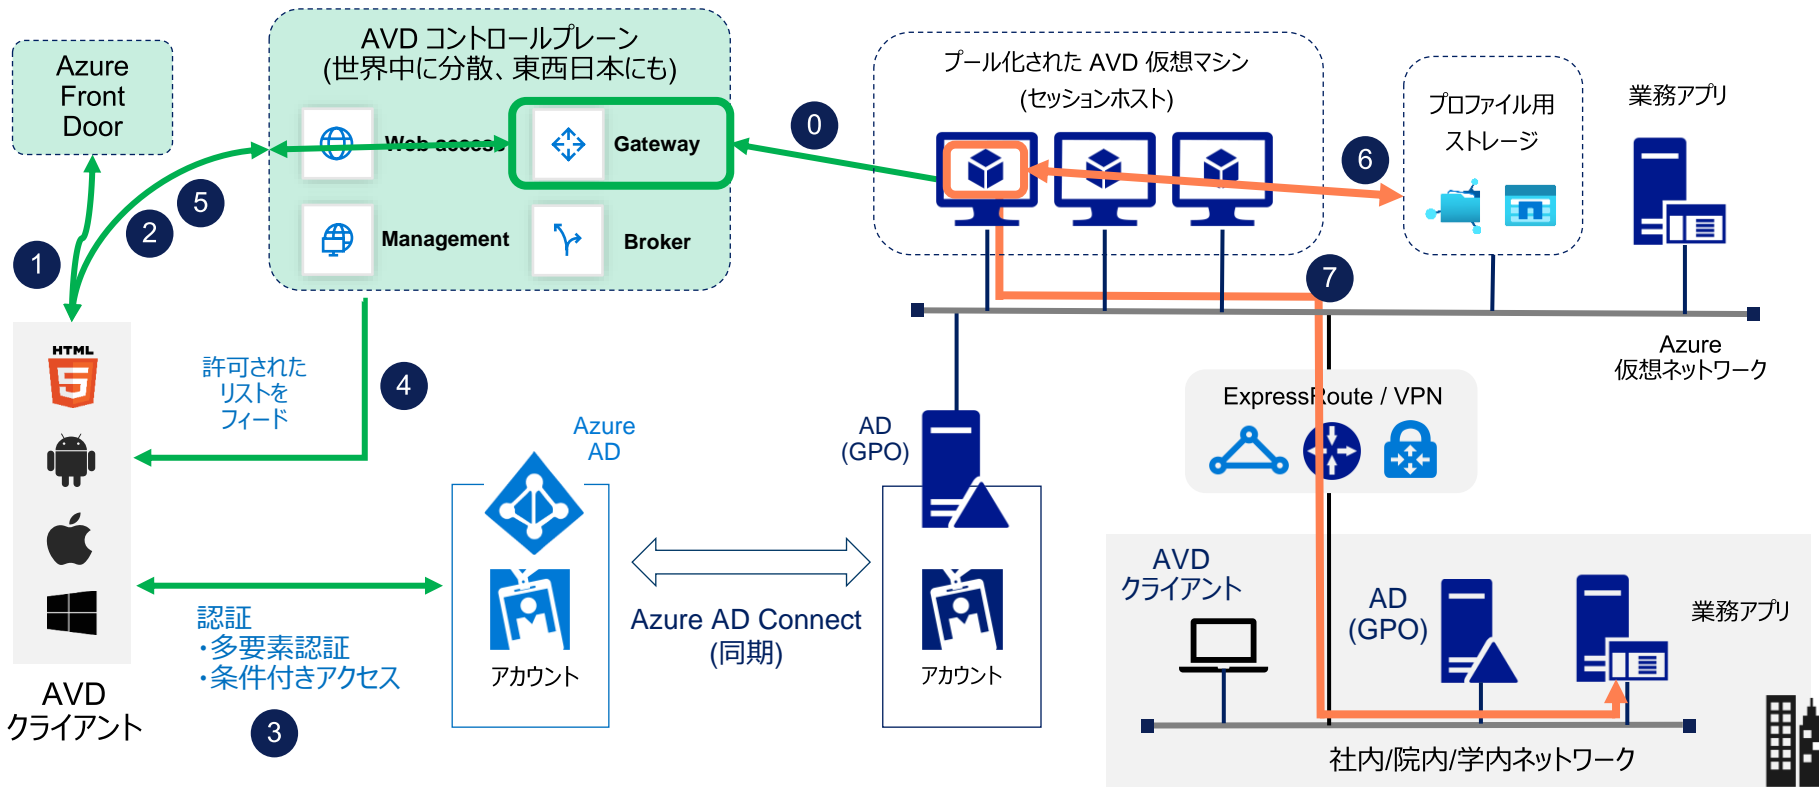 Azure
Front
Door
AVD コントロールプレーン
(世界中に分散、東西日本にも)
Web access
Gateway
Management
Broker
0
プール化された AVD 仮想マシン
(セッションホスト)
6
プロファイル用
ストレージ
業務アプリ
1
2
5
7
Azure
仮想ネットワーク
HTML
5
許可された
リストを
フィード
4
Azure
AD
AD
(GPO)
ExpressRoute / VPN
認証
・多要素認証
・条件付きアクセス
3
アカウント
Azure AD Connect
(同期)
アカウント
AVD
クライアント
AVD
クライアント
AD
(GPO)
業務アプリ
社内/院内/学内ネットワーク